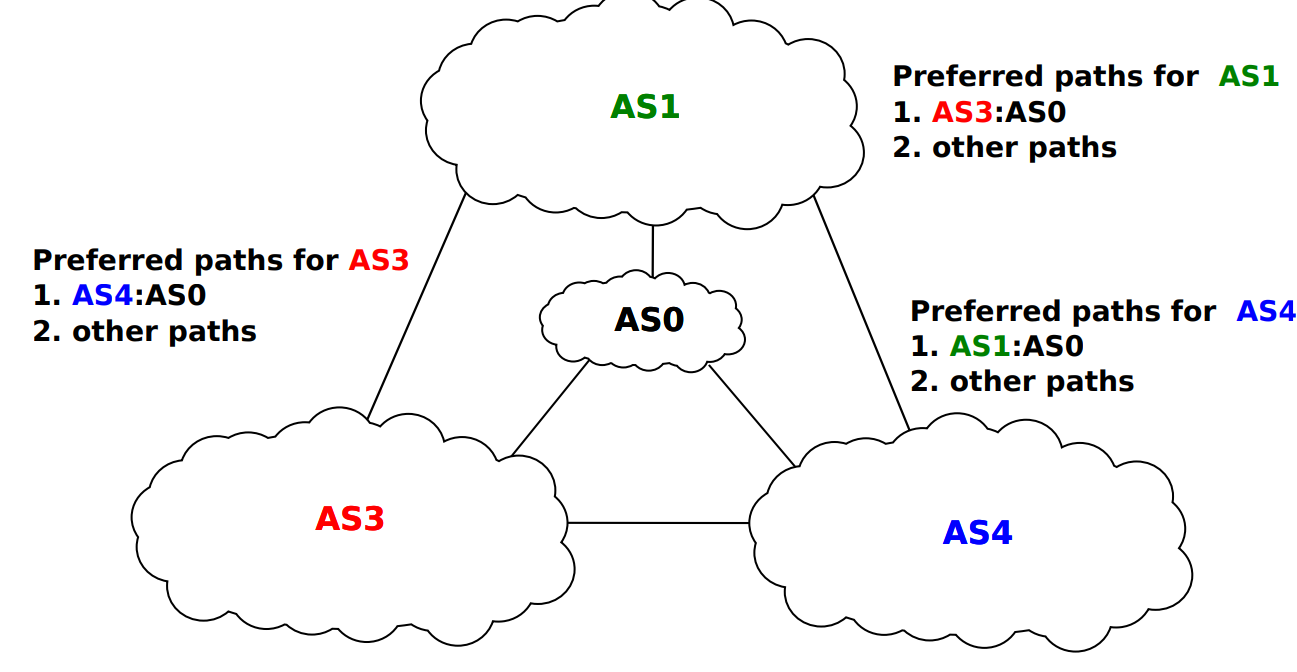 AS1
Preferred paths for AS1
1. AS3:AS0
2. other paths
Preferred paths for AS3
1. AS4:AS0
2. other paths
AS0
Preferred paths for AS4
1. AS1:AS0
2. other paths
AS3
AS4